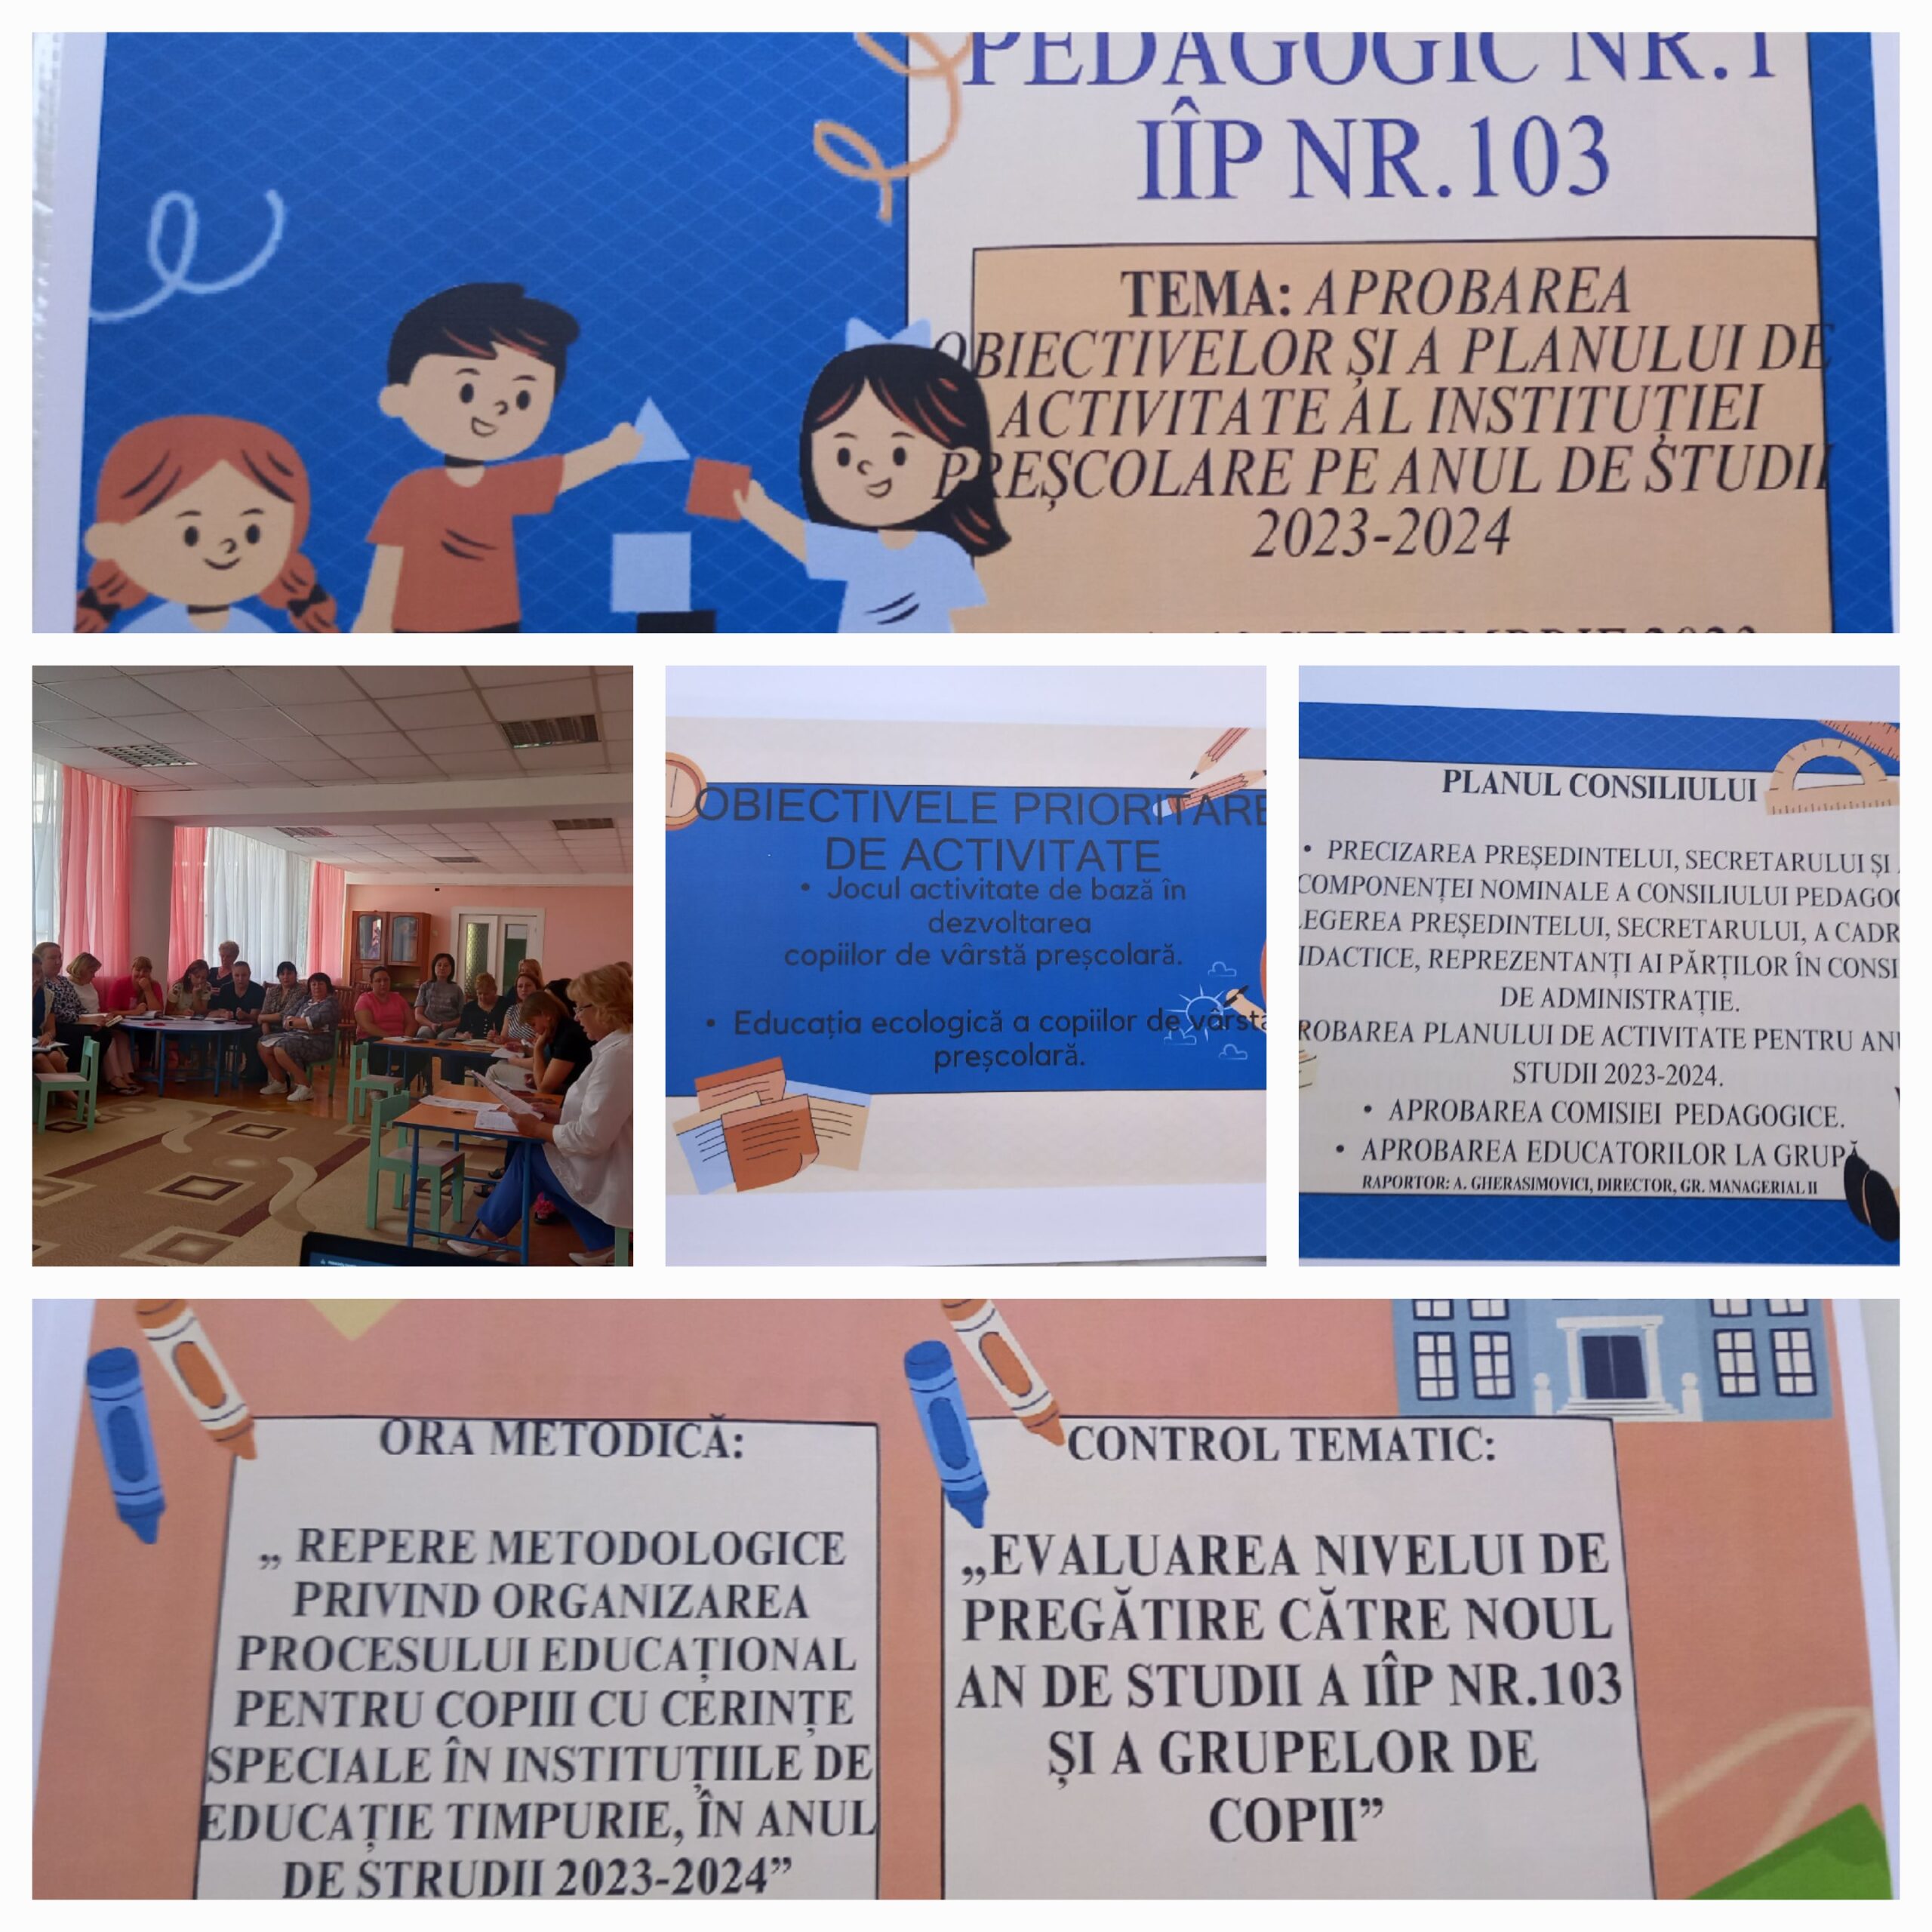 PEDAGOGIC NR.1
IÎP NR.103
TEMA: APROBAREA
OBIECTIVELOR ȘI A PLANULUI DE
ACTIVITATE AL INSTITUȚIEI
PREȘCOLARE PE ANUL DE STUDII
2023-2024
OBIECTIVELE PRIORITARE
DE ACTIVITATE
• Jocul activitate de bază în
dezvoltarea
copiilor de vârstă preșcolară.
• Educația ecologică a copiilor de vârstă
preșcolară.
PLANUL CONSILIULUI
• PRECIZAREA PREȘEDINTELUI, SECRETARULUI ȘI
COMPONENȚEI NOMINALE A CONSILIULUI PEDAGOG
LEGEREA PREȘEDINTELUI, SECRETARULUI, A CADR
IDACTICE, REPREZENTANȚI AI PĂRȚILOR ÎN CONSI
DE ADMINISTRAȚIE.
ROBAREA PLANULUI DE ACTIVITATE PENTRU AN
STUDII 2023-2024.
• APROBAREA COMISIEI PEDAGOGICE.
• APROBAREA EDUCATORILOR LA GRUPĂ
RAPORTOR: A. GHERASIMOVICI, DIRECTOR, GR. MANAGERIAL II
ORA METODICĂ:
„ REPERE METODOLOGICE
PRIVIND ORGANIZAREA
PROCESULUI EDUCAȚIONAL
PENTRU COPIII CU CERINȚE
SPECIALE ÎN INSTITUȚIILE DE
EDUCAȚIE TIMPURIE, ÎN ANUL
DE STRUDII 2023-2024”
CONTROL TEMATIC:
„EVALUAREA NIVELUI DE
PREGĂTIRE CĂTRE NOUL
AN DE STUDII A IÎP NR.103
ȘI A GRUPELOR DE
COPII”